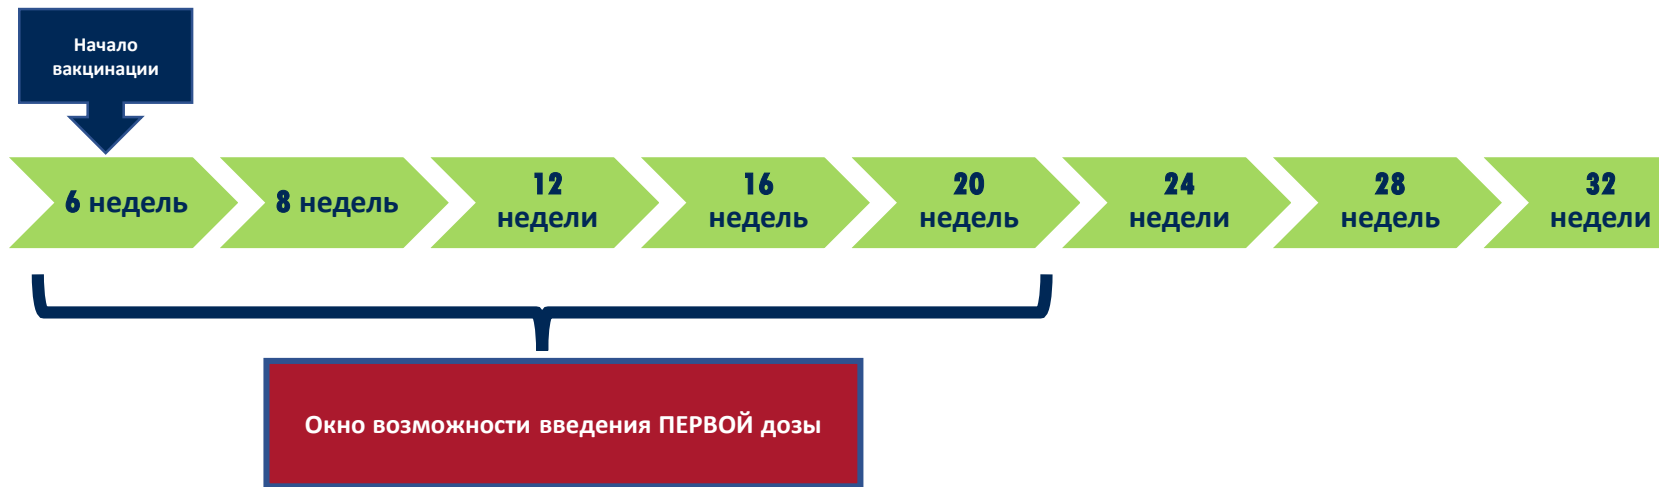 Начало
вакцинации
6 недель
8 недель
12
недели
16
недель
20
недель
24
недели
28
недель
32
недели
Окно возможности введения ПЕРВОЙ дозы